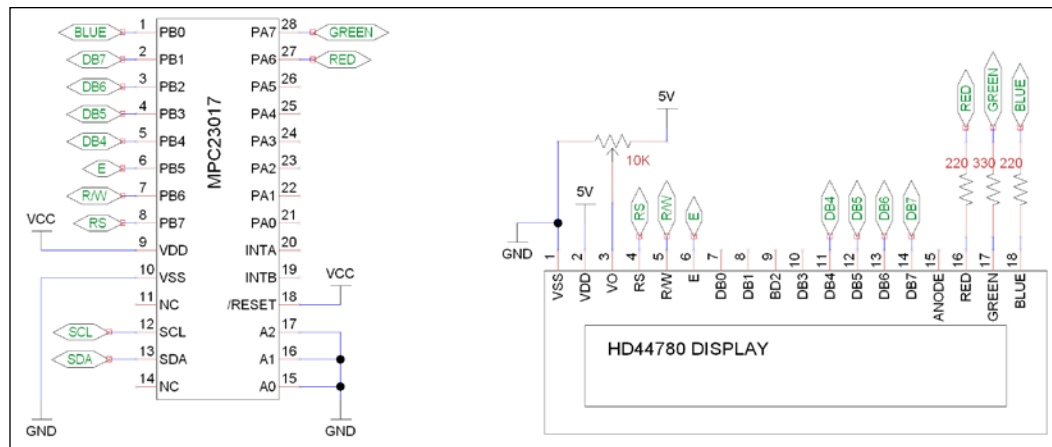 BLUE 1 PB0 PA7 28 GREEN
DB7 2 PB1 PA6 27 RED
DB6 3 PB2 PA5 26
DB5 4 PB3 PA4 25
DB4 5 PB4 PA3 24
E 6 PB5 PA2 23
R/W 7 PB6 PA1 22
RS 8 PB7 PA0 21
VCC 9 VDD INTA 20
10 VSS INTB 19
11 NC /RESET 18 VCC
SCL 12 SCL A2 17
SDA 13 SDA A1 16
14 NC A0 15
GND GND
MPC23017
5V
10K
5V
RS R/W E DB4 DB5 DB6 DB7
RED GREEN BLUE
220 330 220
GND
1 2 3 4 5 6 7 8 9 10 11 12 13 14 15 16 17 18
VSS VDD VO RS R/W E DB0 DB1 BD2 DB3 DB4 DB5 DB6 DB7 ANODE RED GREEN BLUE
HD44780 DISPLAY